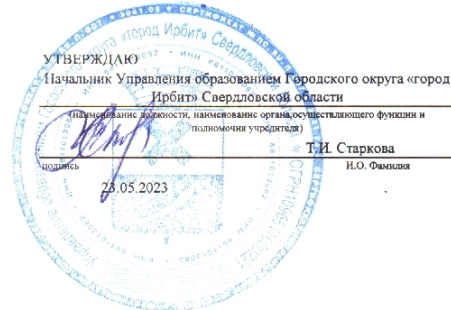 УТВЕРЖДАЮ
Начальник Управления образованием Городского округа «город
Ирбит» Свердловской области
(наименование должности, наименование органа,осуществляющего функции и
полномочия учредителя)
Т.И. Старкова
подпись И.О. Фамилия
23.05.2023